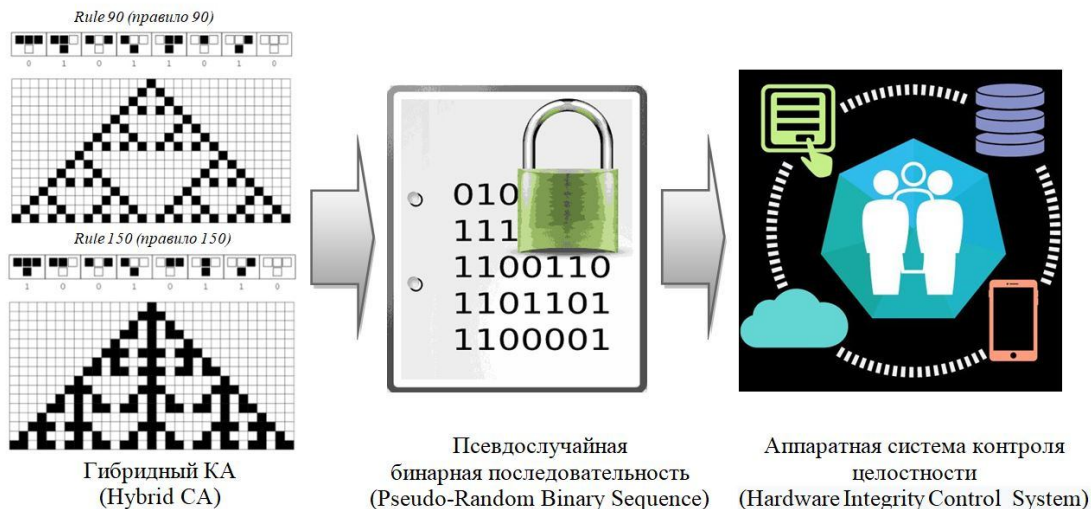 Rule 90 (правило 90)
0 1 0 1 1 0 1 0
Rule 150 (правило 150)
1 0 0 1 0 1 1 0
Гибридный КА
(Hybrid CA)
010
111
1100110
1101101
1100001
Псевдослучайная
бинарная последовательность
(Pseudo-Random Binary Sequence)
Аппаратная система контроля
целостности
(Hardware Integrity Control System)